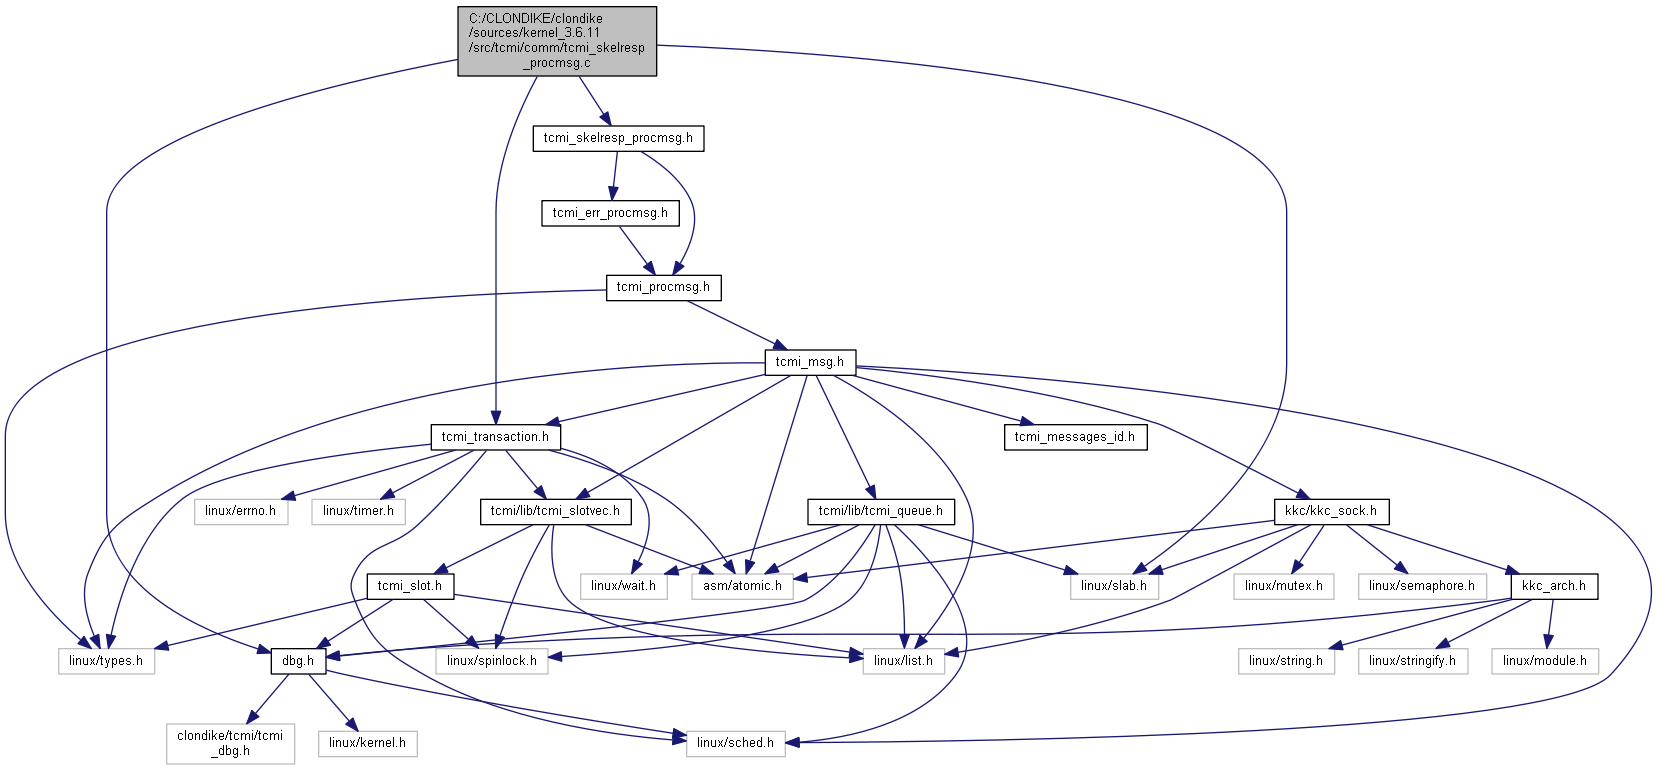 C:/CLONDIKE/clondike
/sources/kernel_3.6.11
/src/tcmi/comm/tcmi_skelresp
_procmsg.c
tcmi_skelresp_procmsg.h
tcmi_err_procmsg.h
tcmi_procmsg.h
tcmi_msg.h
tcmi_transaction.h
tcmi_messages_id.h
linux/errno.h
linux/timer.h
tcmi/lib/tcmi_slotvec.h
tcmi/lib/tcmi_queue.h
kkc/kkc_sock.h
tcmi_slot.h
linux/wait.h
asm/atomic.h
linux/slab.h
linux/mutex.h
linux/semaphore.h
kkc_arch.h
linux/types.h
dbg.h
linux/spinlock.h
linux/list.h
linux/string.h
linux/stringify.h
linux/module.h
clondike/tcmi/tcmi
_dbg.h
linux/kernel.h
linux/sched.h